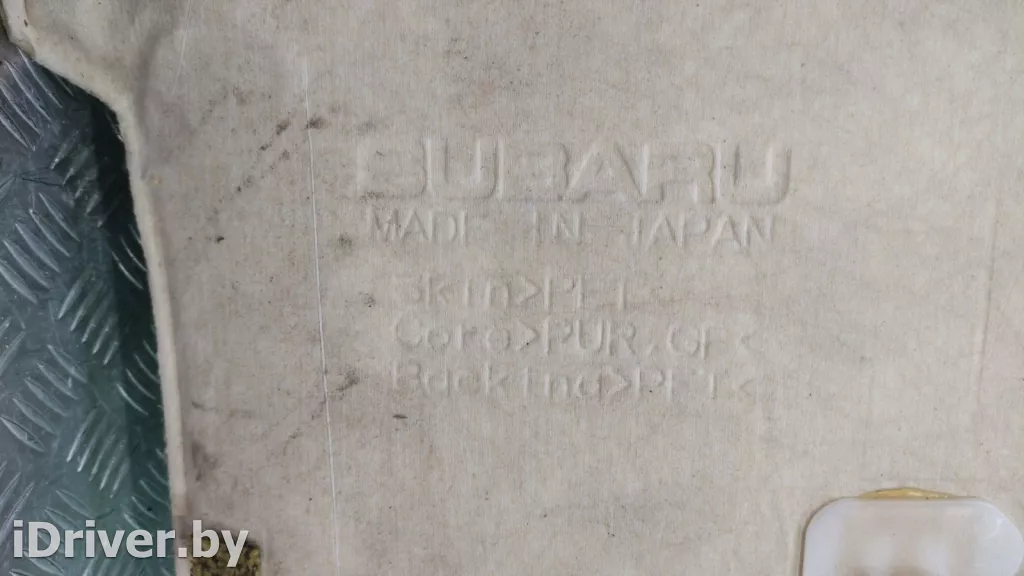 SUBARU
MADE IN JAPAN
Skin>PET
Core>PUR,GF<
Backing>PET<
iDriver.by